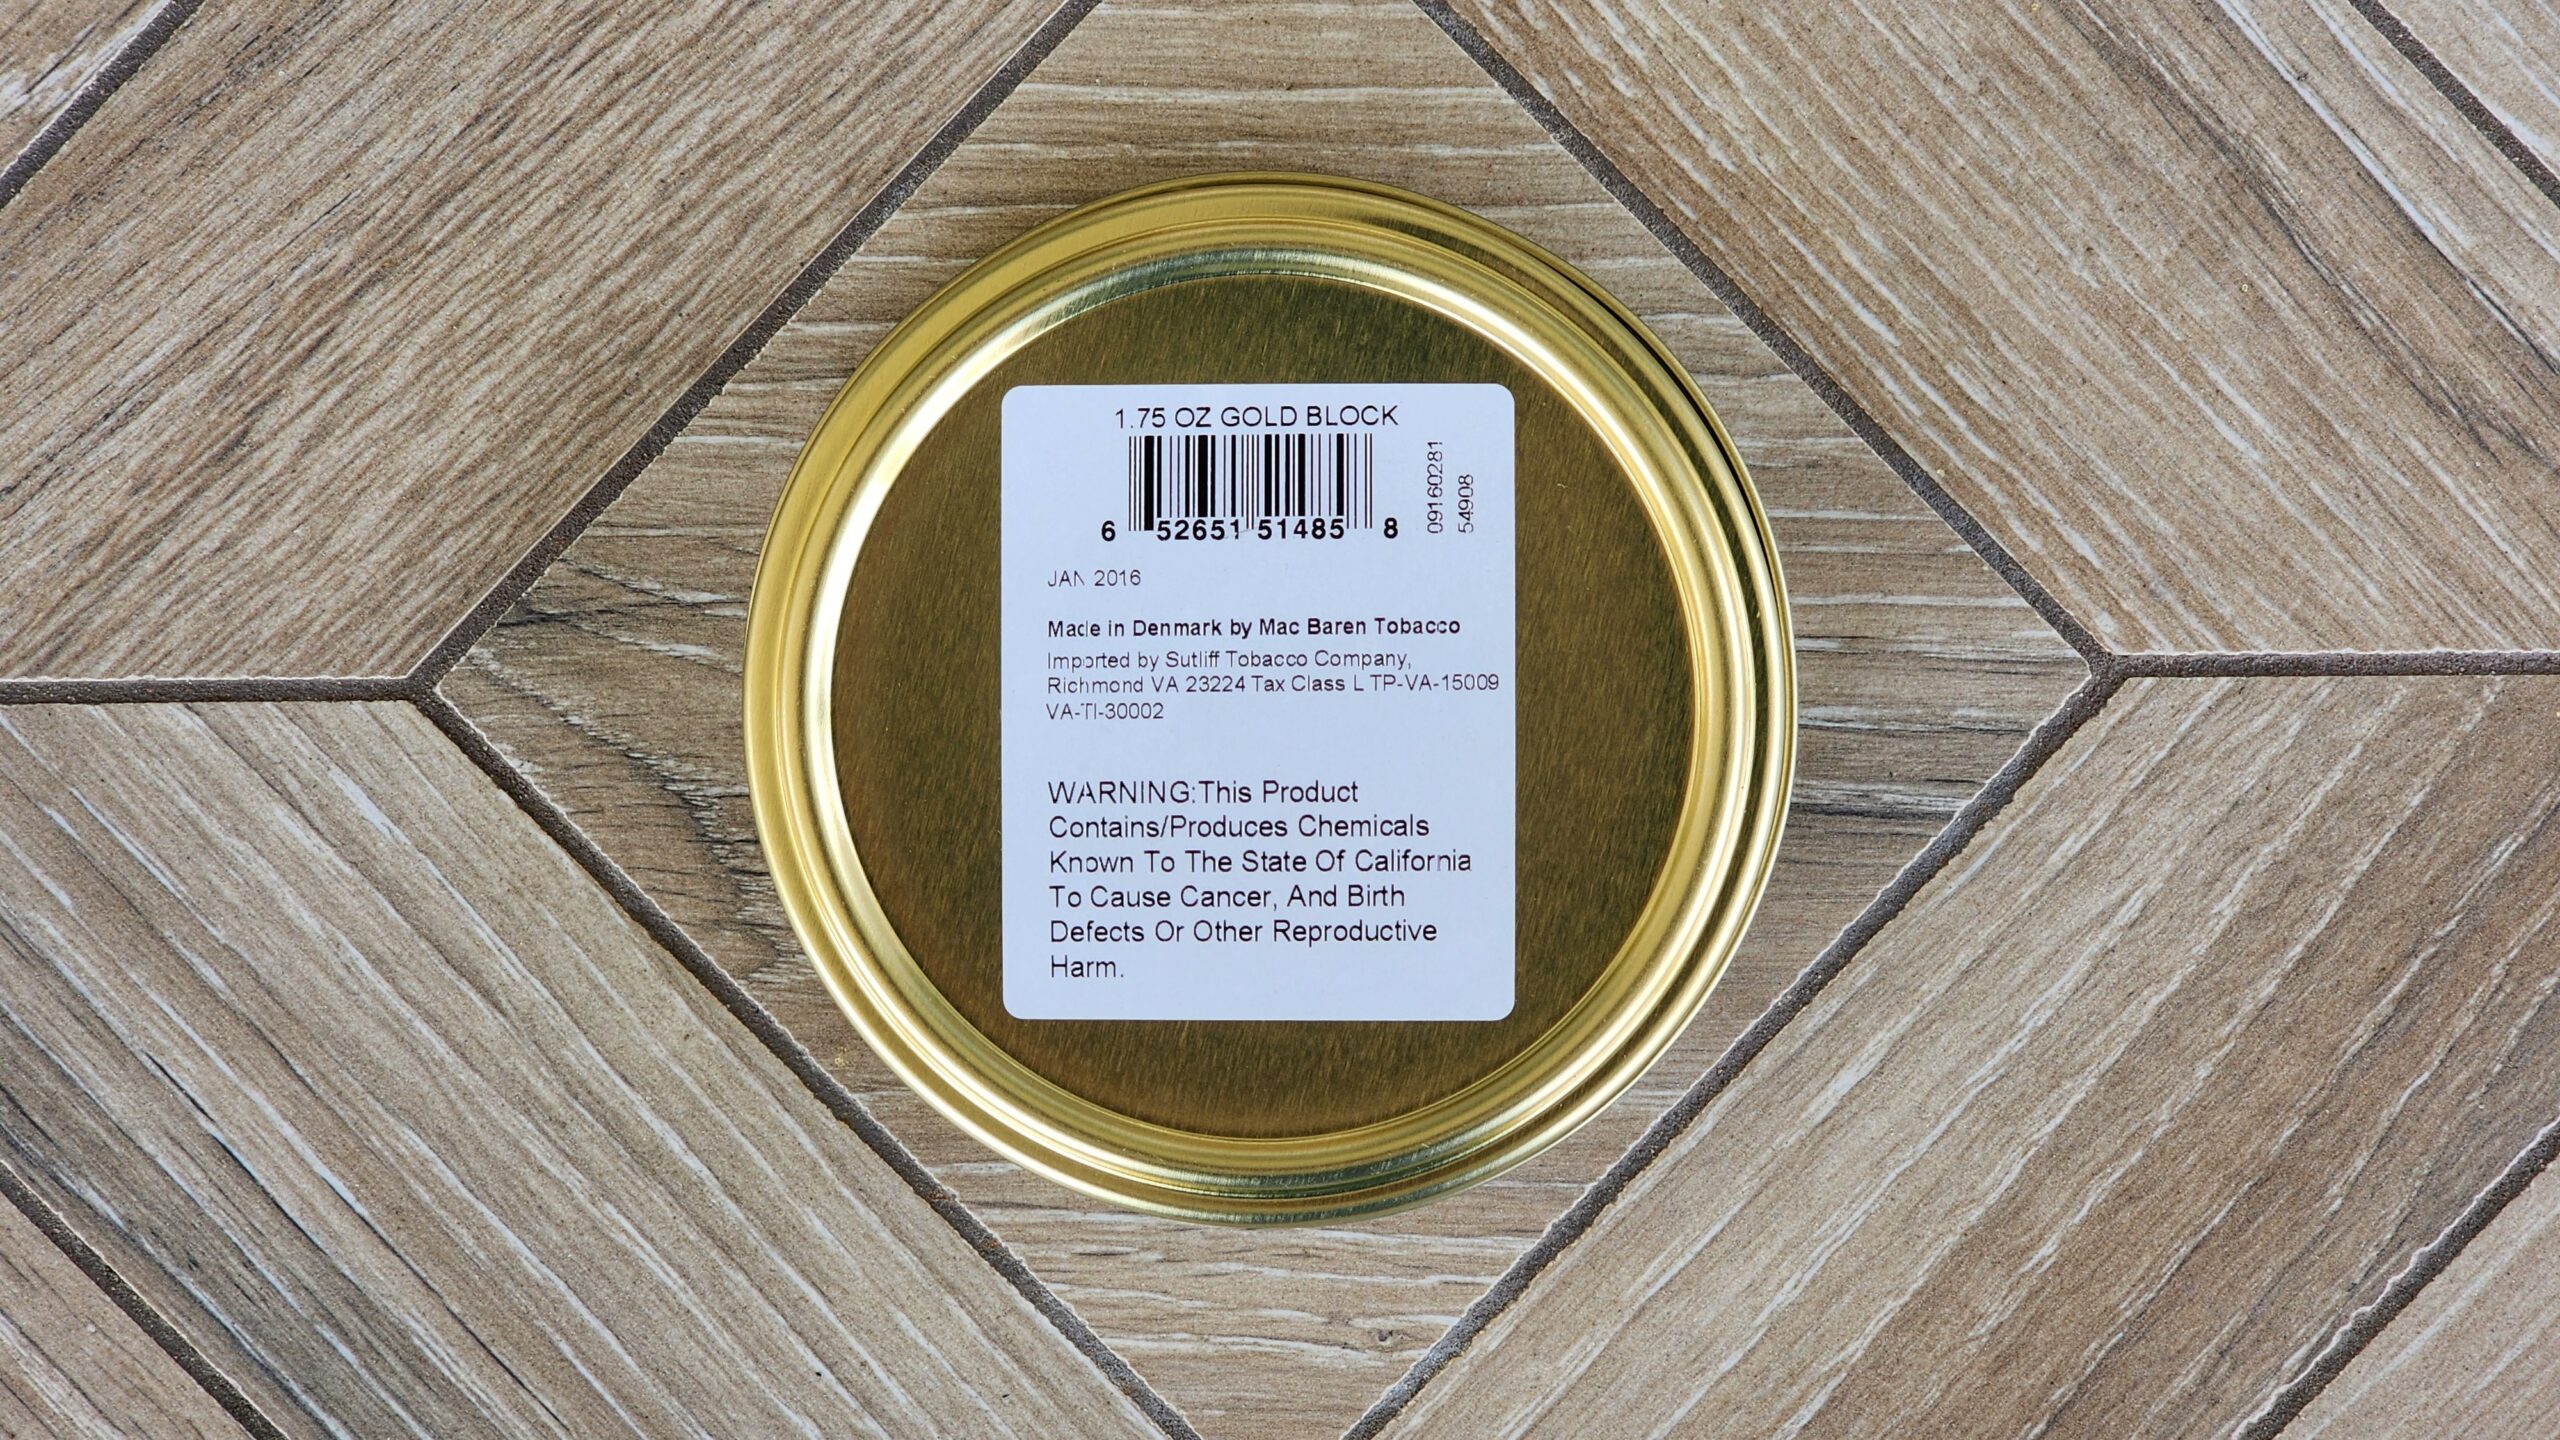 1.75 OZ GOLD BLOCK
6 52651 51485 8
09160281
54908
JAN 2016
Made in Denmark by Mac Baren Tobacco
Imported by Sutliff Tobacco Company,
Richmond VA 23224 Tax Class L TP-VA-15009
VA-TI-30002
WARNING:This Product
Contains/Produces Chemicals
Known To The State Of California
To Cause Cancer, And Birth
Defects Or Other Reproductive
Harm.